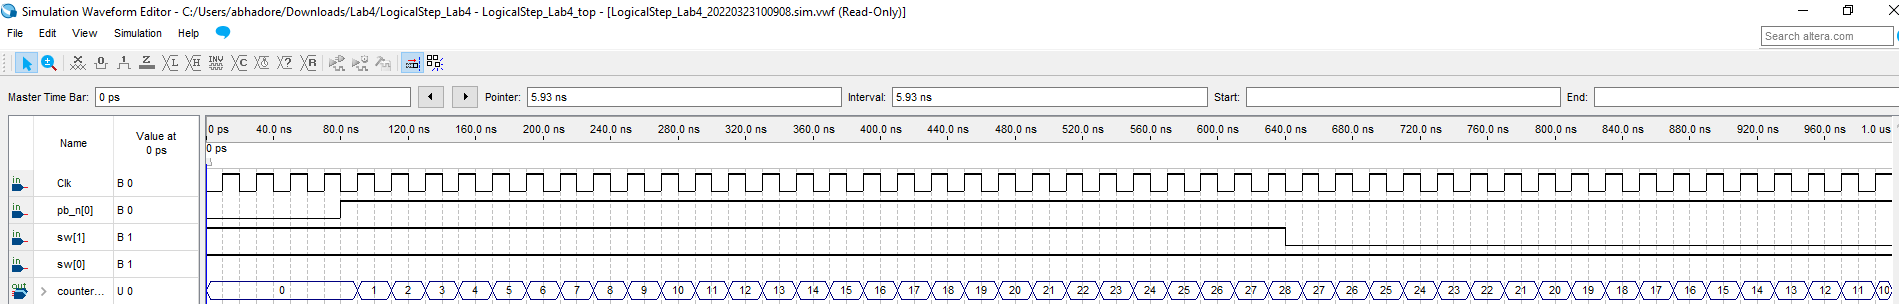 Simulation Waveform Editor - C:/Users/abhadore/Downloads/Lab4/LogicalStep_Lab4 - LogicalStep_Lab4_top - [LogicalStep_Lab4_20220323100908.sim.vwf (Read-Only)]
File Edit View Simulation Help Search altera.com
Master Time Bar: 0 ps Pointer: 5.93 ns Interval: 5.93 ns Start: End:
Name Value at 0 ps 0 ps 40.0 ns 80.0 ns 120.0 ns 160.0 ns 200.0 ns 240.0 ns 280.0 ns 320.0 ns 360.0 ns 400.0 ns 440.0 ns 480.0 ns 520.0 ns 560.0 ns 600.0 ns 640.0 ns 680.0 ns 720.0 ns 760.0 ns 800.0 ns 840.0 ns 880.0 ns 920.0 ns 960.0 ns 1.0 us
0 ps
in Clk B 0
in pb_n[0] B 0
in sw[1] B 1
in sw[0] B 1
out counter... U 0 0 1 2 3 4 5 6 7 8 9 10 11 12 13 14 15 16 17 18 19 20 21 22 23 24 25 26 27 28 27 26 25 24 23 22 21 20 19 18 17 16 15 14 13 12 11 10